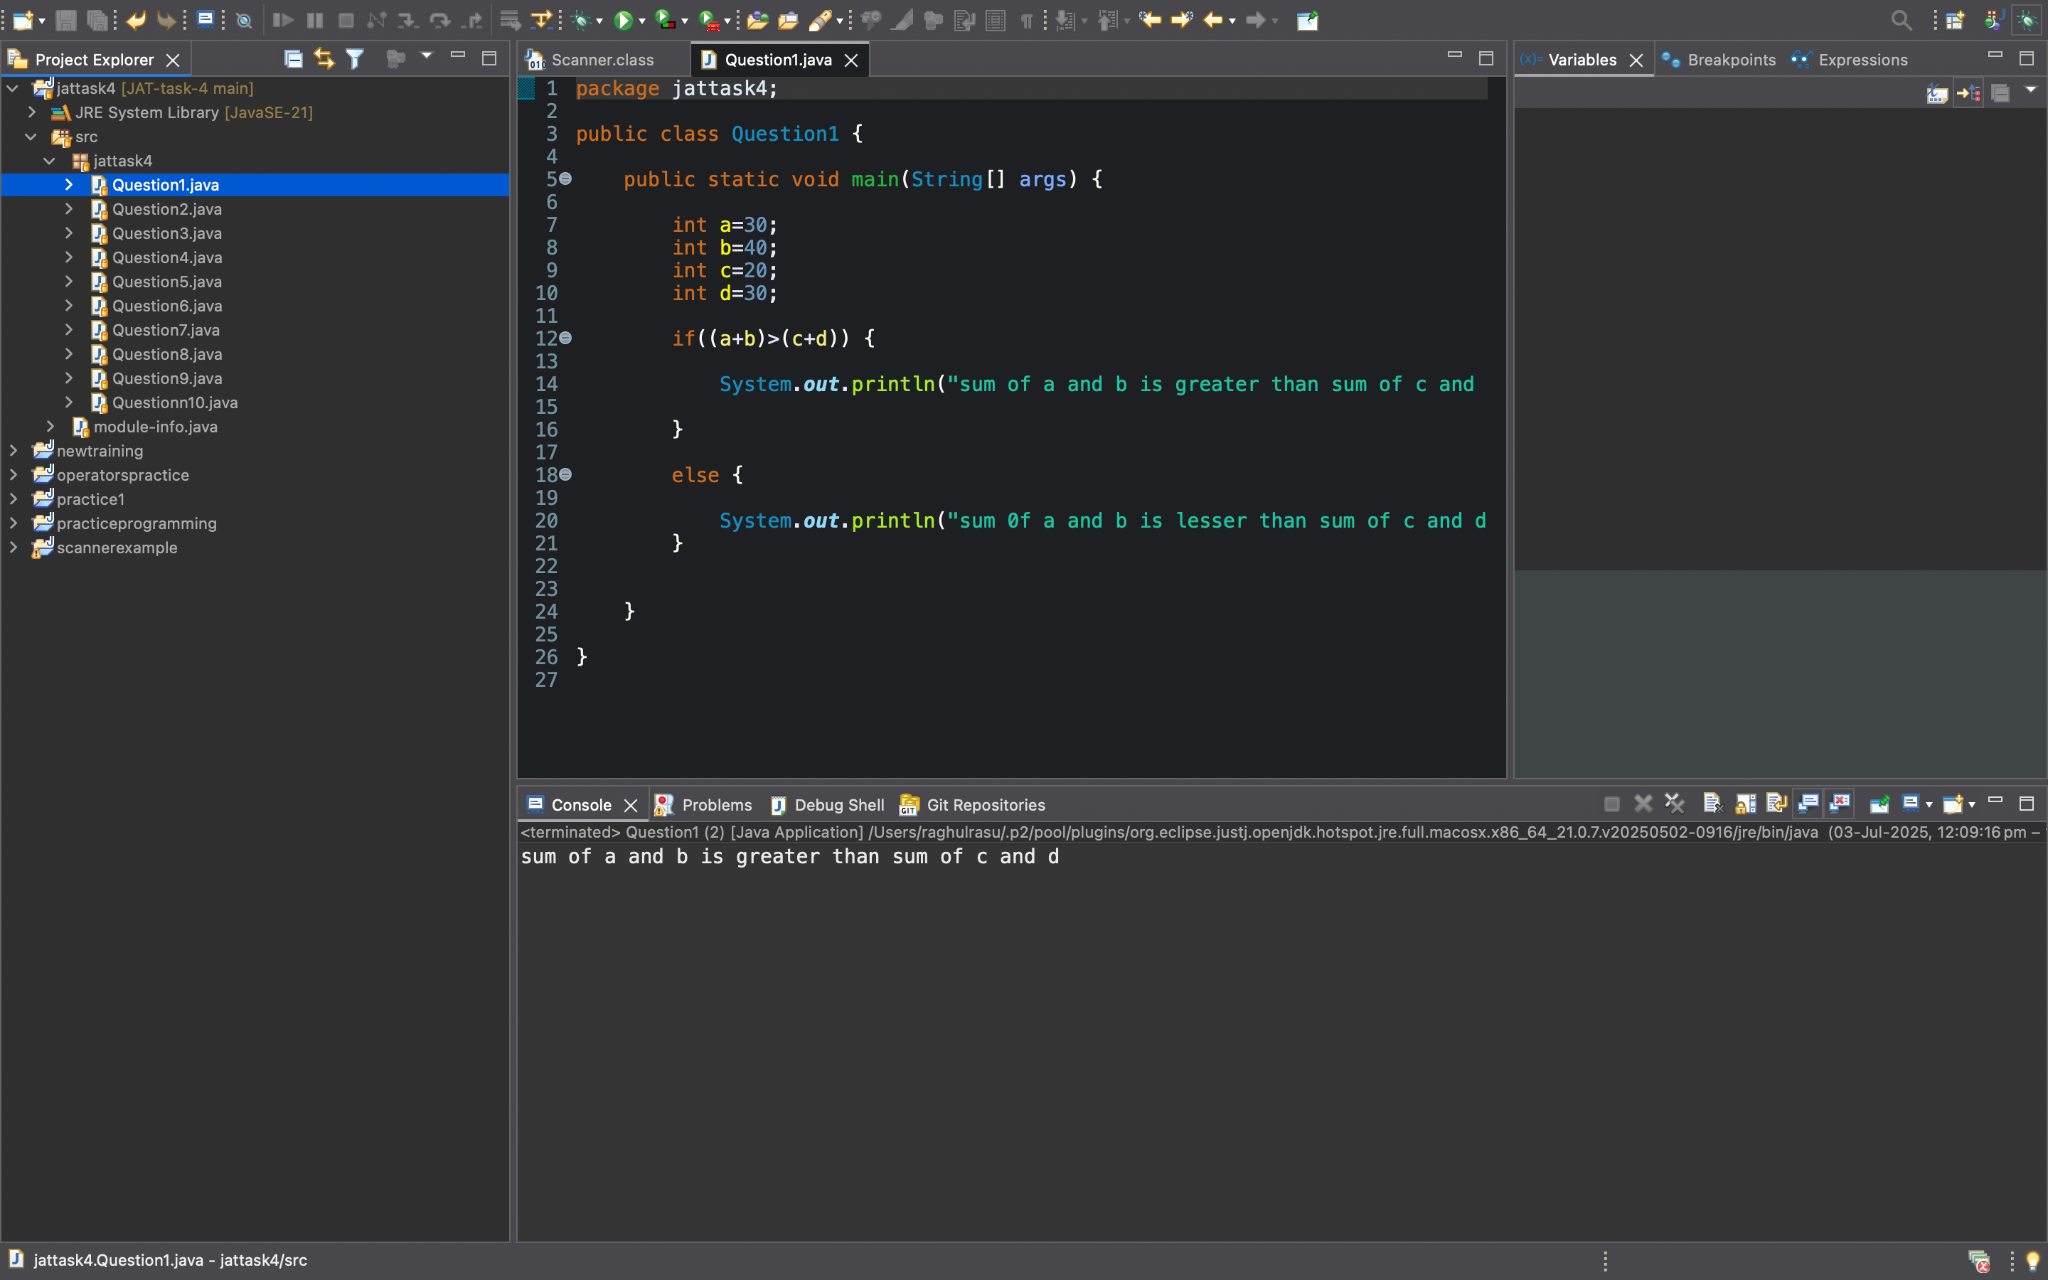 Project Explorer
jattask4 [JAT-task-4 main]
JRE System Library [JavaSE-21]
src
jattask4
Question1.java
Question2.java
Question3.java
Question4.java
Question5.java
Question6.java
Question7.java
Question8.java
Question9.java
Questionn10.java
module-info.java
newtraining
operatorspractice
practice1
practiceprogramming
scannerexample
Scanner.class
Question1.java
1 package jattask4;
2
3 public class Question1 {
4
5 public static void main(String[] args) {
6
7 int a=30;
8 int b=40;
9 int c=20;
10 int d=30;
11
12 if((a+b)>(c+d)) {
13
14 System.out.println("sum of a and b is greater than sum of c and
15
16 }
17
18 else {
19
20 System.out.println("sum 0f a and b is lesser than sum of c and d
21 }
22
23
24 }
25
26 }
27
(x)= Variables
Breakpoints
Expressions
Console
Problems
Debug Shell
Git Repositories
<terminated> Question1 (2) [Java Application] /Users/raghulrasu/.p2/pool/plugins/org.eclipse.justj.openjdk.hotspot.jre.full.macosx.x86_64_21.0.7.v20250502-0916/jre/bin/java (03-Jul-2025, 12:09:16 pm –
sum of a and b is greater than sum of c and d
jattask4.Question1.java - jattask4/src